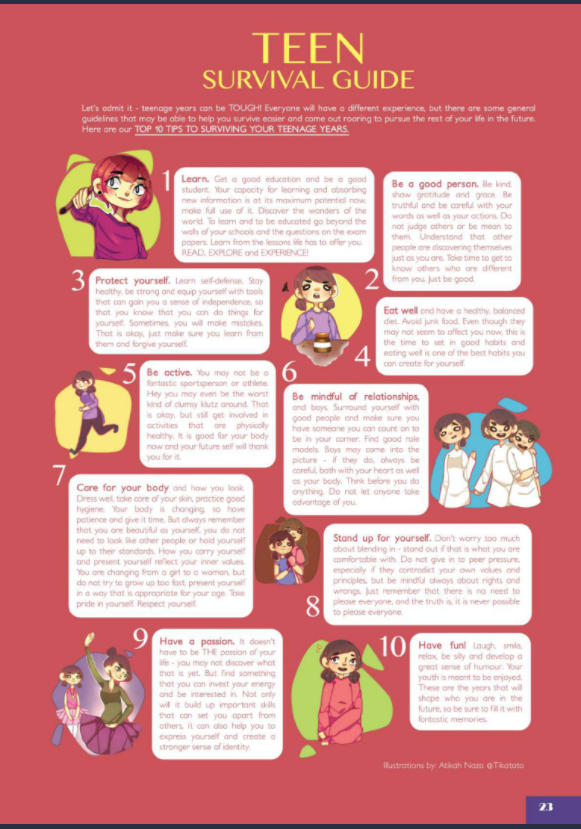 TEEN
SURVIVAL GUIDE
Let's admit it - teenage years can be TOUGH! Everyone will have a different experience, but there are some general
guidelines that may be able to help you survive easier and come out roaring to pursue the rest of your life in the future.
Here are our TOP 10 TIPS TO SURVIVING YOUR TEENAGE YEARS.
1
Learn. Get a good education and be a good
student. Your capacity for learning and absorbing
new information is at its maximum potential now,
make full use of it. Discover the wonders of the
world. To learn and to be educated go beyond the
walls of your schools and the questions on the exam
papers. Learn from the lessons life has to offer you.
READ, EXPLORE and EXPERIENCE!
2
Be a good person. Be kind,
show gratitude and grace. Be
truthful and be careful with your
words as well as your actions. Do
not judge others or be mean to
them. Understand that other
people are discovering themselves
just as you are. Take time to get to
know others who are different
from you. Just be good.
3
Protect yourself. Learn self-defense. Stay
healthy, be strong and equip yourself with tools
that can gain you a sense of independence, so
that you know that you can do things for
yourself. Sometimes, you will make mistakes.
That is okay, just make sure you learn from
them and forgive yourself.
4
Eat well and have a healthy, balanced
diet. Avoid junk food. Even though they
may not seem to affect you now, this is
the time to set in good habits and
eating well is one of the best habits you
can create for yourself.
5
Be active. You may not be a
fantastic sportsperson or athlete.
Hey you may even be the worst
kind of clumsy klutz around. That
is okay, but still get involved in
activities that are physically
healthy. It is good for your body
now and your future self will thank
you for it.
6
Be mindful of relationships,
and boys. Surround yourself with
good people and make sure you
have someone you can count on to
be in your corner. Find good role
models. Boys may come into the
picture - if they do, always be
careful, both with your heart as well
as your body. Think before you do
anything. Do not let anyone take
advantage of you.
7
Care for your body and how you look.
Dress well, take care of your skin, practice good
hygiene. Your body is changing, so have
patience and give it time. But always remember
that you are beautiful as yourself, you do not
need to look like other people or hold yourself
up to their standards. How you carry yourself
and present yourself reflect your inner values.
You are changing from a girl to a woman, but
do not try to grow up too fast, present yourself
in a way that is appropriate for your age. Take
pride in yourself. Respect yourself.
8
Stand up for yourself. Don't worry too much
about blending in - stand out if that is what you are
comfortable with. Do not give in to peer pressure,
especially if they contradict your own values and
principles, but be mindful always about rights and
wrongs. Just remember that there is no need to
please everyone, and the truth is, it is never possible
to please everyone.
9
Have a passion. It doesn't
have to be THE passion of your
life - you may not discover what
that is yet. But find something
that you can invest your energy
and be interested in. Not only
will it build up important skills
that can set you apart from
others, it can also help you to
express yourself and create a
stronger sense of identity.
10
Have fun! Laugh, smile,
relax, be silly and develop a
great sense of humour. Your
youth is meant to be enjoyed.
These are the years that will
shape who you are in the
future, so be sure to fill it with
fantastic memories.
Illustrations by: Atikah Naza @Tikatata
23